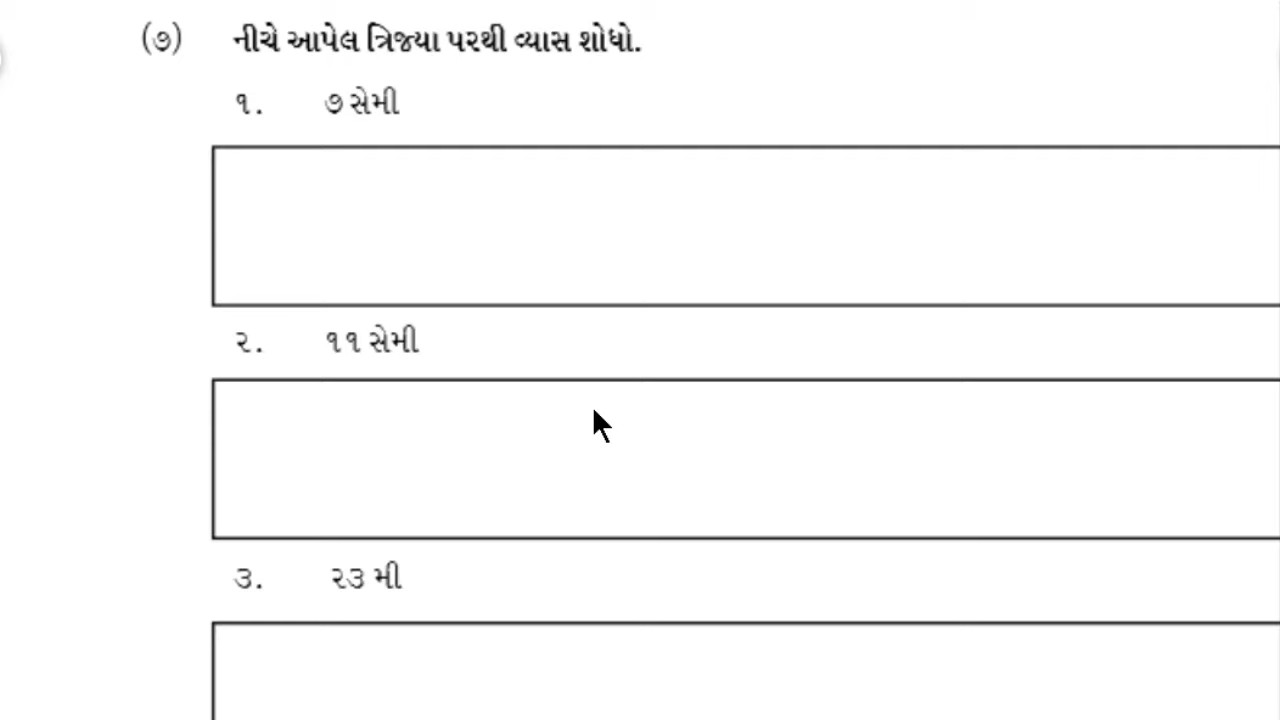 (૭) નીચે આપેલ ત્રિજ્યા પરથી વ્યાસ શોધો.
૧. ૭ સેમી
૨. ૧૧ સેમી
૩. ૨૩ મી